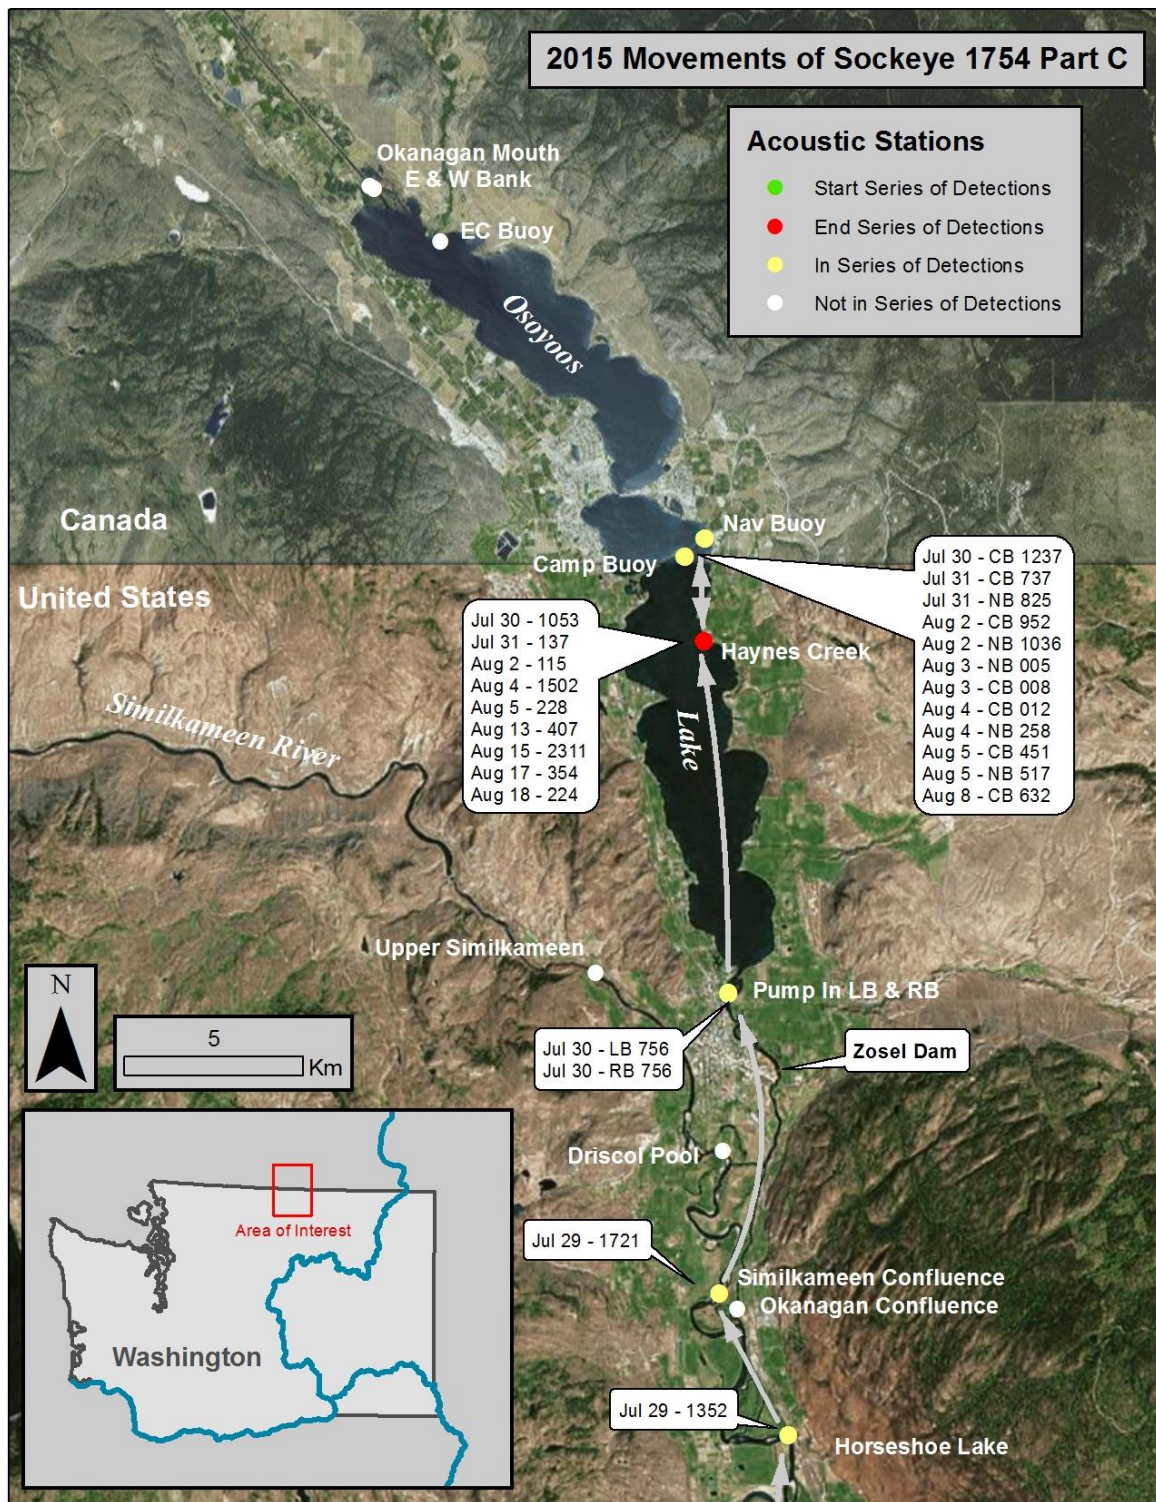 2015 Movements of Sockeye 1754 Part C
Acoustic Stations
Start Series of Detections
End Series of Detections
In Series of Detections
Not in Series of Detections
Okanagan Mouth
E & W Bank
EC Buoy
Osoyoos
Canada
Nav Buoy
Camp Buoy
United States
Jul 30 - CB 1237
Jul 31 - CB 737
Jul 31 - NB 825
Aug 2 - CB 952
Aug 2 - NB 1036
Aug 3 - NB 005
Aug 3 - CB 008
Aug 4 - CB 012
Aug 4 - NB 258
Aug 5 - CB 451
Aug 5 - NB 517
Aug 8 - CB 632
Jul 30 - 1053
Jul 31 - 137
Aug 2 - 115
Aug 4 - 1502
Aug 5 - 228
Aug 13 - 407
Aug 15 - 2311
Aug 17 - 354
Aug 18 - 224
Haynes Creek
Lake
Similkameen River
Upper Similkameen
Pump In LB & RB
Jul 30 - LB 756
Jul 30 - RB 756
Zosel Dam
N
5
Km
Driscol Pool
Jul 29 - 1721
Similkameen Confluence
Okanagan Confluence
Area of Interest
Washington
Jul 29 - 1352
Horseshoe Lake